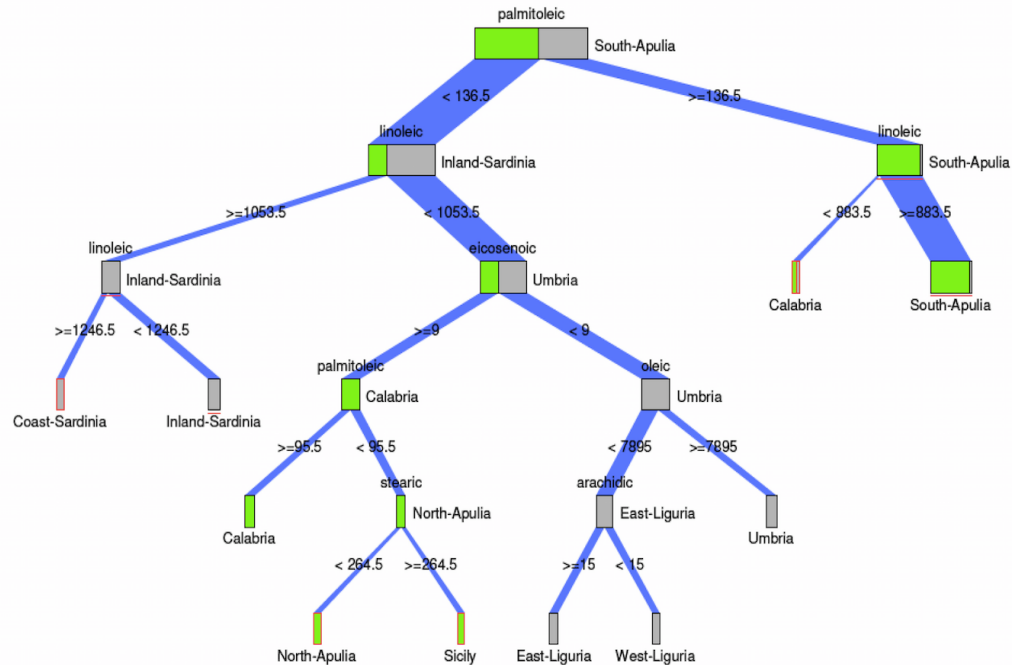 palmitoleic
South-Apulia
< 136.5
>=136.5
linoleic
Inland-Sardinia
linoleic
South-Apulia
>=1053.5
< 1053.5
< 883.5
>=883.5
linoleic
Inland-Sardinia
eicosenoic
Umbria
Calabria
South-Apulia
>=1246.5
< 1246.5
>=9
< 9
Coast-Sardinia
Inland-Sardinia
palmitoleic
Calabria
oleic
Umbria
>=95.5
< 95.5
< 7895
>=7895
Calabria
stearic
North-Apulia
arachidic
East-Liguria
Umbria
< 264.5
>=264.5
>=15
< 15
North-Apulia
Sicily
East-Liguria
West-Liguria